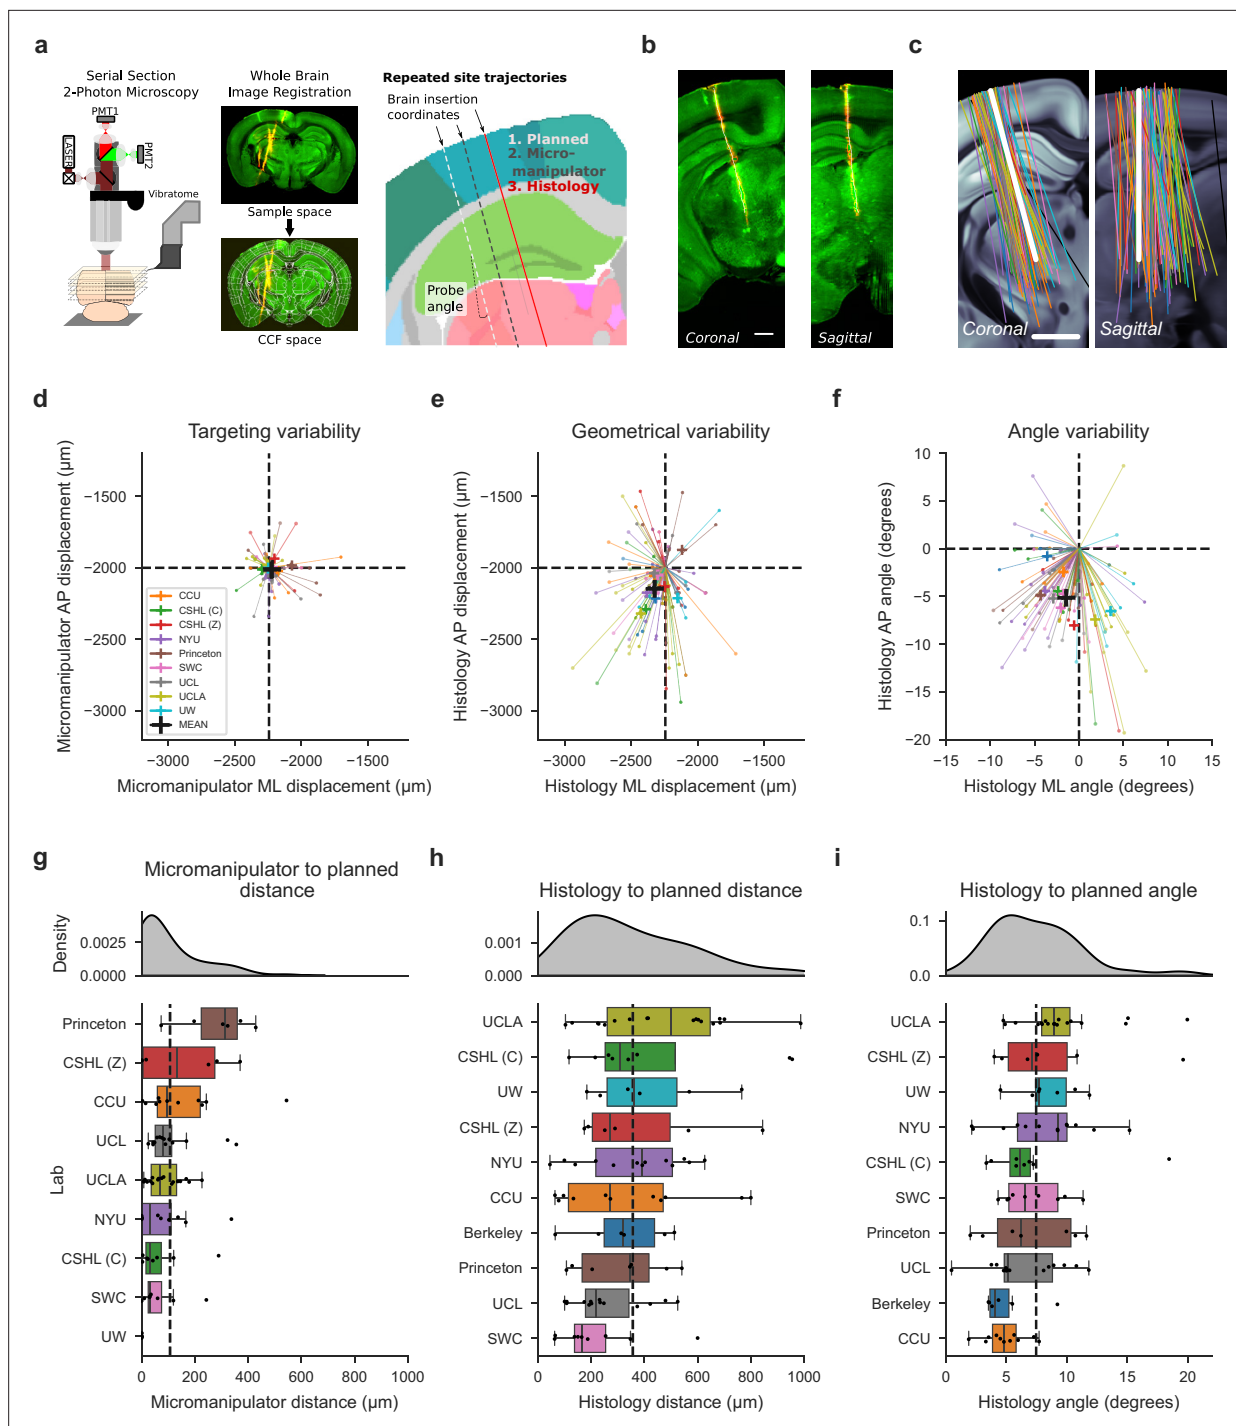 a
Serial Section
2-Photon Microscopy
PMT1
LASER
PMT2
Vibratome
Whole Brain
Image Registration
Sample space
CCF space
Repeated site trajectories
Brain insertion
coordinates
1. Planned
2. Micro-
manipulator
3. Histology
Probe
angle
b
Coronal
Sagittal
c
Coronal
Sagittal
d
Targeting variability
Micromanipulator AP displacement (µm)
−1500
−2000
−2500
−3000
CCU
CSHL (C)
CSHL (Z)
NYU
Princeton
SWC
UCL
UCLA
UW
MEAN
−3000 −2500 −2000 −1500
Micromanipulator ML displacement (µm)
e
Geometrical variability
Histology AP displacement (µm)
−1500
−2000
−2500
−3000
−3000 −2500 −2000 −1500
Histology ML displacement (µm)
f
Angle variability
Histology AP angle (degrees)
10
5
0
−5
−10
−15
−20
−15 −10 −5 0 5 10 15
Histology ML angle (degrees)
g
Micromanipulator to planned
distance
Density
0.0025
0.0000
Lab
Princeton
CSHL (Z)
CCU
UCL
UCLA
NYU
CSHL (C)
SWC
UW
0 200 400 600 800 1000
Micromanipulator distance (µm)
h
Histology to planned distance
0.001
0.000
UCLA
CSHL (C)
UW
CSHL (Z)
NYU
CCU
Berkeley
Princeton
UCL
SWC
0 200 400 600 800 1000
Histology distance (µm)
i
Histology to planned angle
0.1
0.0
UCLA
CSHL (Z)
UW
NYU
CSHL (C)
SWC
Princeton
UCL
Berkeley
CCU
0 5 10 15 20
Histology angle (degrees)